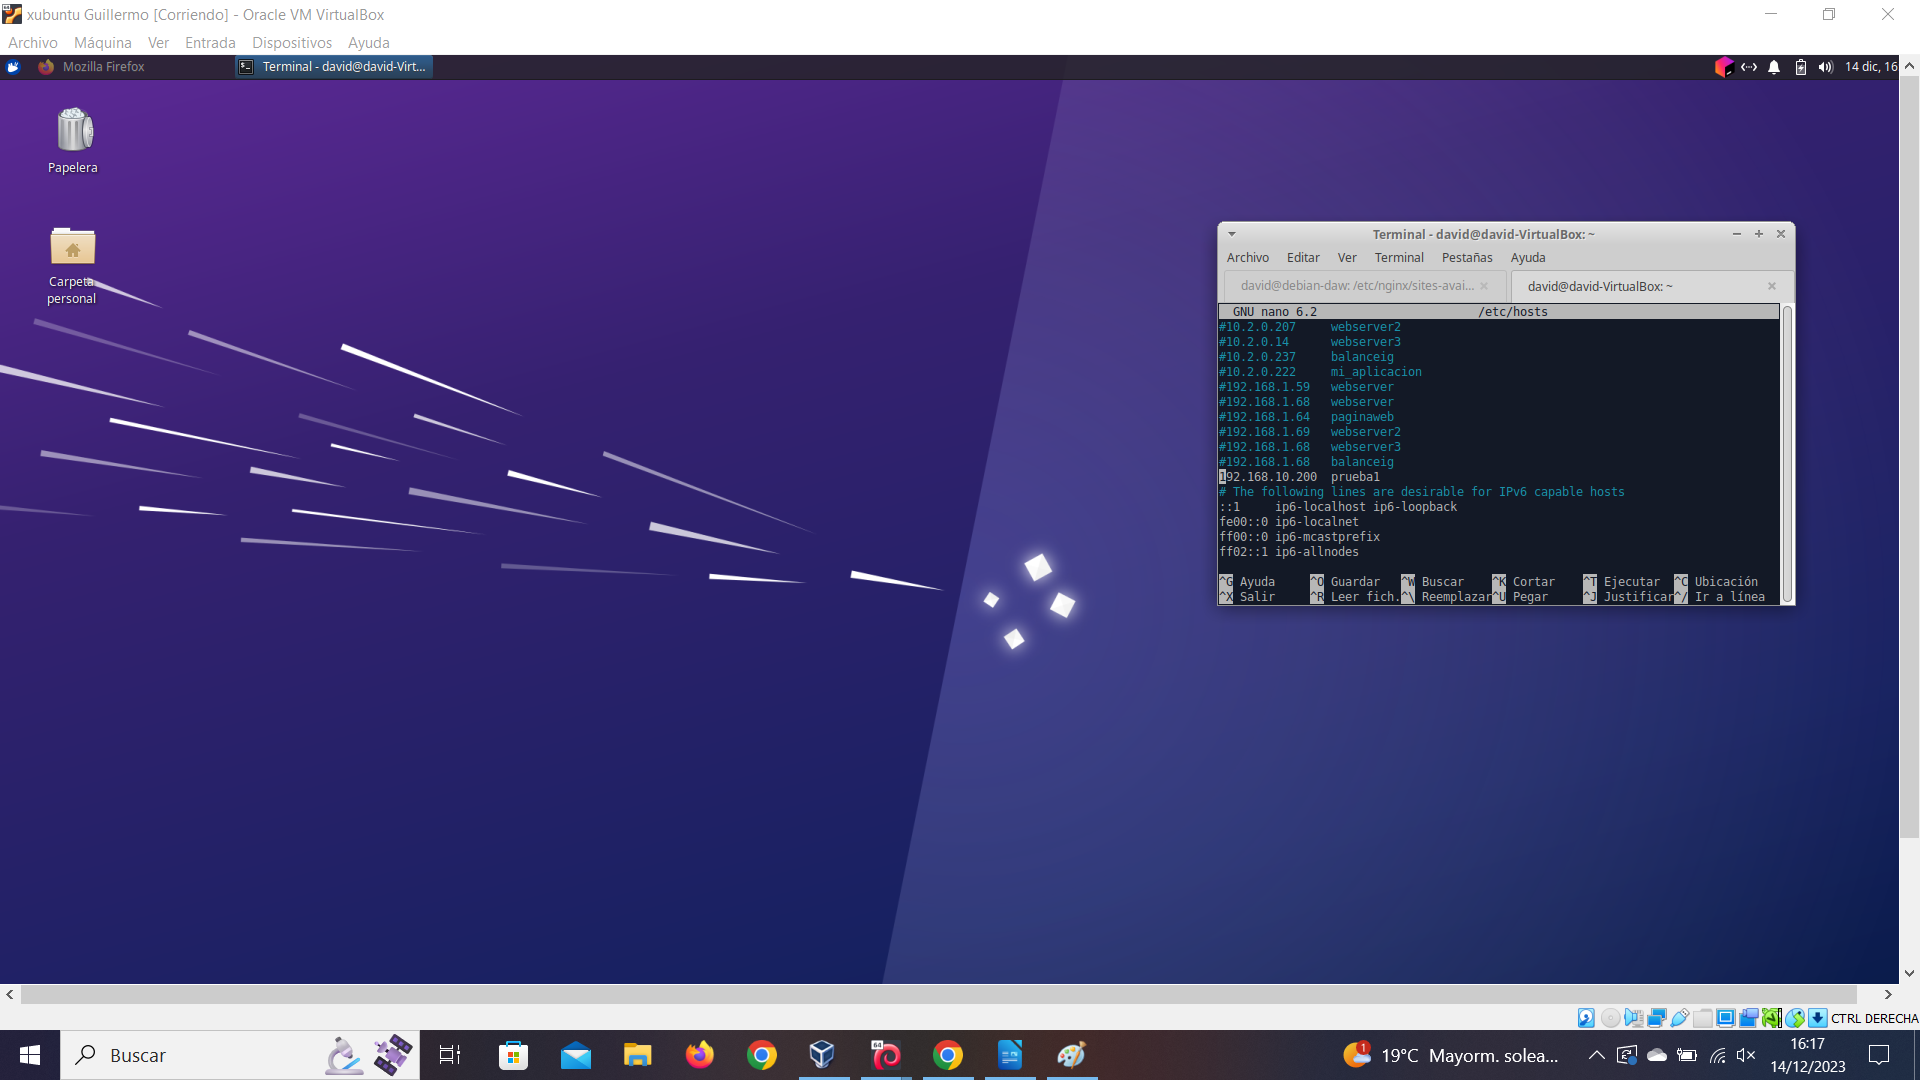 xubuntu Guillermo [Corriendo] - Oracle VM VirtualBox
Archivo Máquina Ver Entrada Dispositivos Ayuda
Mozilla Firefox
Terminal - david@david-Virt...
14 dic, 16
Papelera
Carpeta
personal
Terminal - david@david-VirtualBox: ~
Archivo Editar Ver Terminal Pestañas Ayuda
david@debian-daw: /etc/nginx/sites-avai...
david@david-VirtualBox: ~
GNU nano 6.2 /etc/hosts
#10.2.0.207 webserver2
#10.2.0.14 webserver3
#10.2.0.237 balanceig
#10.2.0.222 mi_aplicacion
#192.168.1.59 webserver
#192.168.1.68 webserver
#192.168.1.64 paginaweb
#192.168.1.69 webserver2
#192.168.1.68 webserver3
#192.168.1.68 balanceig
192.168.10.200 prueba1
# The following lines are desirable for IPv6 capable hosts
::1 ip6-localhost ip6-loopback
fe00::0 ip6-localnet
ff00::0 ip6-mcastprefix
ff02::1 ip6-allnodes
^G Ayuda ^O Guardar ^W Buscar ^K Cortar ^T Ejecutar ^C Ubicación
^X Salir ^R Leer fich. ^\ Reemplazar ^U Pegar ^J Justificar ^/ Ir a línea
CTRL DERECHA
Buscar
64
1
19°C Mayorm. solea...
16:17
14/12/2023